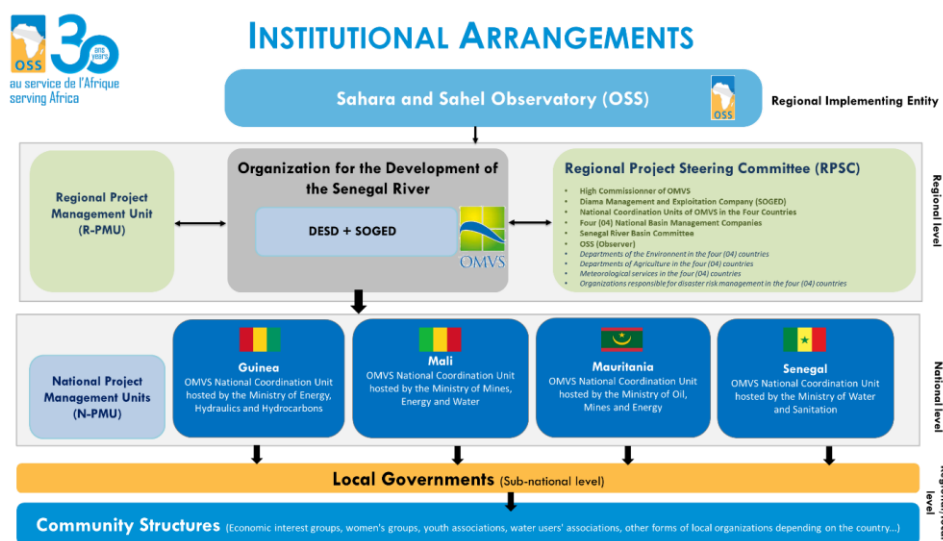 INSTITUTIONAL ARRANGEMENTS
OSS
30
ans
years
au service de l'Afrique
serving Africa
Sahara and Sahel Observatory (OSS)
OSS
Regional Implementing Entity
Regional Project
Management Unit
(R-PMU)
Organization for the Development of
the Senegal River
DESD + SOGED
OMVS
Regional Project Steering Committee (RPSC)
• High Commissioner of OMVS
• Diama Management and Exploitation Company (SOGED)
• National Coordination Units of OMVS in the Four Countries
• Four (04) National Basin Management Companies
• Senegal River Basin Committee
• OSS (Observer)
• Departments of the Environment in the four (04) countries
• Departments of Agriculture in the four (04) countries
• Meteorological services in the four (04) countries
• Organizations responsible for disaster risk management in the four (04) countries
Regional level
National Project
Management Units
(N-PMU)
Guinea
OMVS National Coordination Unit
hosted by the Ministry of Energy,
Hydraulics and Hydrocarbons
Mali
OMVS National Coordination Unit
hosted by the Ministry of Mines,
Energy and Water
Mauritania
OMVS National Coordination Unit
hosted by the Ministry of Oil,
Mines and Energy
Senegal
OMVS National Coordination Unit
hosted by the Ministry of Water
and Sanitation
National level
Local Governments (Sub-national level)
Community Structures (Economic interest groups, women's groups, youth associations, water users' associations, other forms of local organizations depending on the country...)
level